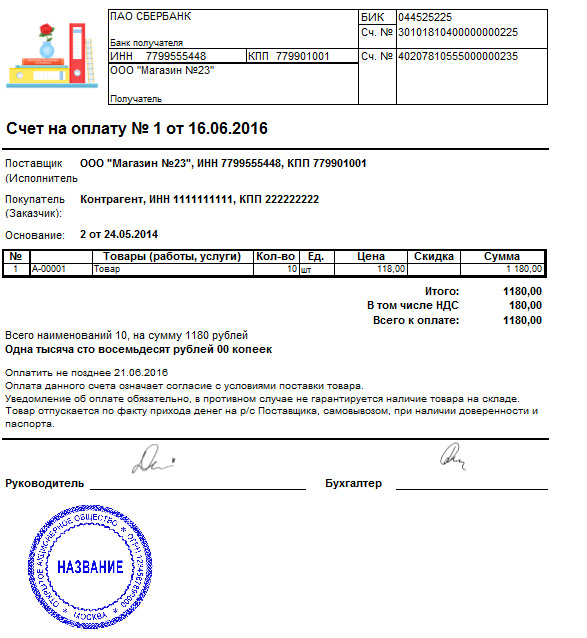 ПАО СБЕРБАНК БИК 044525225
Сч. № 30101810400000000225
Банк получателя
ИНН 7799555448 КПП 779901001 Сч. № 40207810555000000235
ООО "Магазин №23"
Получатель
Счет на оплату № 1 от 16.06.2016
Поставщик ООО "Магазин №23", ИНН 7799555448, КПП 779901001
(Исполнитель
Покупатель Контрагент, ИНН 1111111111, КПП 222222222
(Заказчик):
Основание: 2 от 24.05.2014
№ Товары (работы, услуги) Кол-во Ед. Цена Скидка Сумма
1 А-00001 Товар 10 шт 118,00 1 180,00
Итого: 1180,00
В том числе НДС 180,00
Всего к оплате: 1180,00
Всего наименований 10, на сумму 1180 рублей
Одна тысяча сто восемьдесят рублей 00 копеек
Оплатить не позднее 21.06.2016
Оплата данного счета означает согласие с условиями поставки товара.
Уведомление об оплате обязательно, в противном случае не гарантируется наличие товара на складе.
Товар отпускается по факту прихода денег на р/с Поставщика, самовывозом, при наличии доверенности и
паспорта.
Руководитель Бухгалтер
ОТКРЫТОЕ АКЦИОНЕРНОЕ ОБЩЕСТВО
НАЗВАНИЕ
МОСКВА